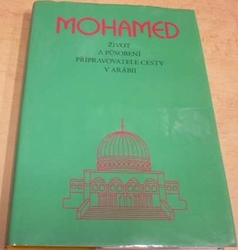 MOHAMED
ŽIVOT
A PŮSOBENÍ
PŘIPRAVOVATELE CESTY
V ARÁBII